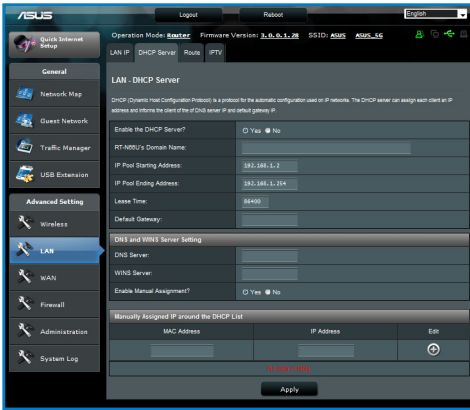 ASUS
Logout
Reboot
English
Quick Internet Setup
Operation Mode: Router Firmware Version: 3.0.0.1.28 SSID: ASUS ASUS_5G
LAN IP
DHCP Server
Route
IPTV
General
Network Map
Guest Network
Traffic Manager
USB Extension
Advanced Setting
Wireless
LAN
WAN
Firewall
Administration
System Log
LAN - DHCP Server
DHCP (Dynamic Host Configuration Protocol) is a protocol for the automatic configuration used on IP networks. The DHCP server can assign each client an IP
address and informs the client of the of DNS server IP and default gateway IP.
Enable the DHCP Server? Yes No
RT-N66U's Domain Name:
IP Pool Starting Address: 192.168.1.2
IP Pool Ending Address: 192.168.1.254
Lease Time: 86400
Default Gateway:
DNS and WINS Server Setting
DNS Server:
WINS Server:
Enable Manual Assignment? Yes No
Manually Assigned IP around the DHCP List
MAC Address IP Address Edit
Apply